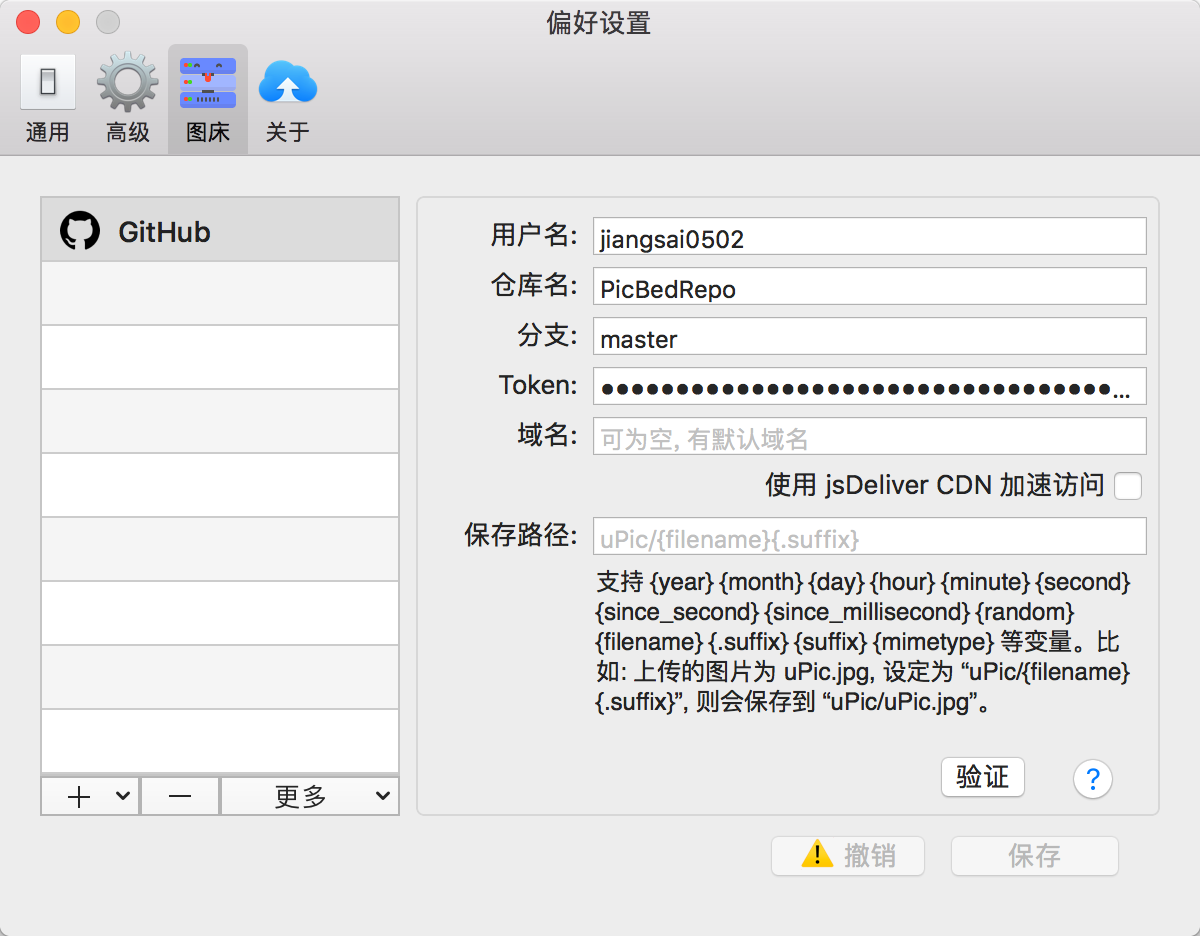 偏好设置
通用
高级
图床
关于
GitHub
用户名:
jiangsai0502
仓库名:
PicBedRepo
分支:
master
Token:
●●●●●●●●●●●●●●●●●●●●●●●●●●●●●●●●●●...
域名:
可为空, 有默认域名
使用 jsDeliver CDN 加速访问
保存路径:
uPic/{filename}{.suffix}
支持 {year} {month} {day} {hour} {minute} {second}
{since_second} {since_millisecond} {random}
{filename} {.suffix} {suffix} {mimetype} 等变量。比
如: 上传的图片为 uPic.jpg, 设定为 “uPic/{filename}
{.suffix}”, 则会保存到 “uPic/uPic.jpg”。
验证
?
更多
撤销
保存